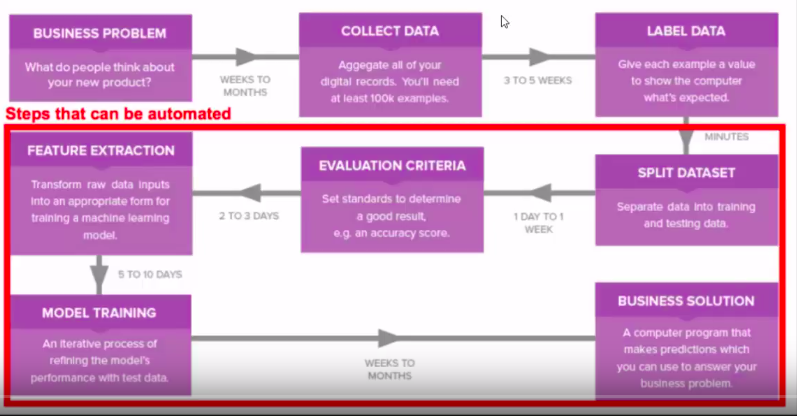 BUSINESS PROBLEM
What do people think about
your new product?
WEEKS TO
MONTHS
COLLECT DATA
Aggegate all of your
digital records. You'll need
at least 100k examples.
3 TO 5 WEEKS
LABEL DATA
Give each example a value
to show the computer
what's expected.
Steps that can be automated
MINUTES
SPLIT DATASET
Separate data into training
and testing data.
1 DAY TO 1
WEEK
EVALUATION CRITERIA
Set standards to determine
a good result,
e.g. an accuracy score.
2 TO 3 DAYS
FEATURE EXTRACTION
Transform raw data inputs
into an appropriate form for
training a machine learning
model.
5 TO 10 DAYS
MODEL TRAINING
An iterative process of
refining the model's
performance with test data.
WEEKS TO
MONTHS
BUSINESS SOLUTION
A computer program that
makes predictions which
you can use to answer your
business problem.